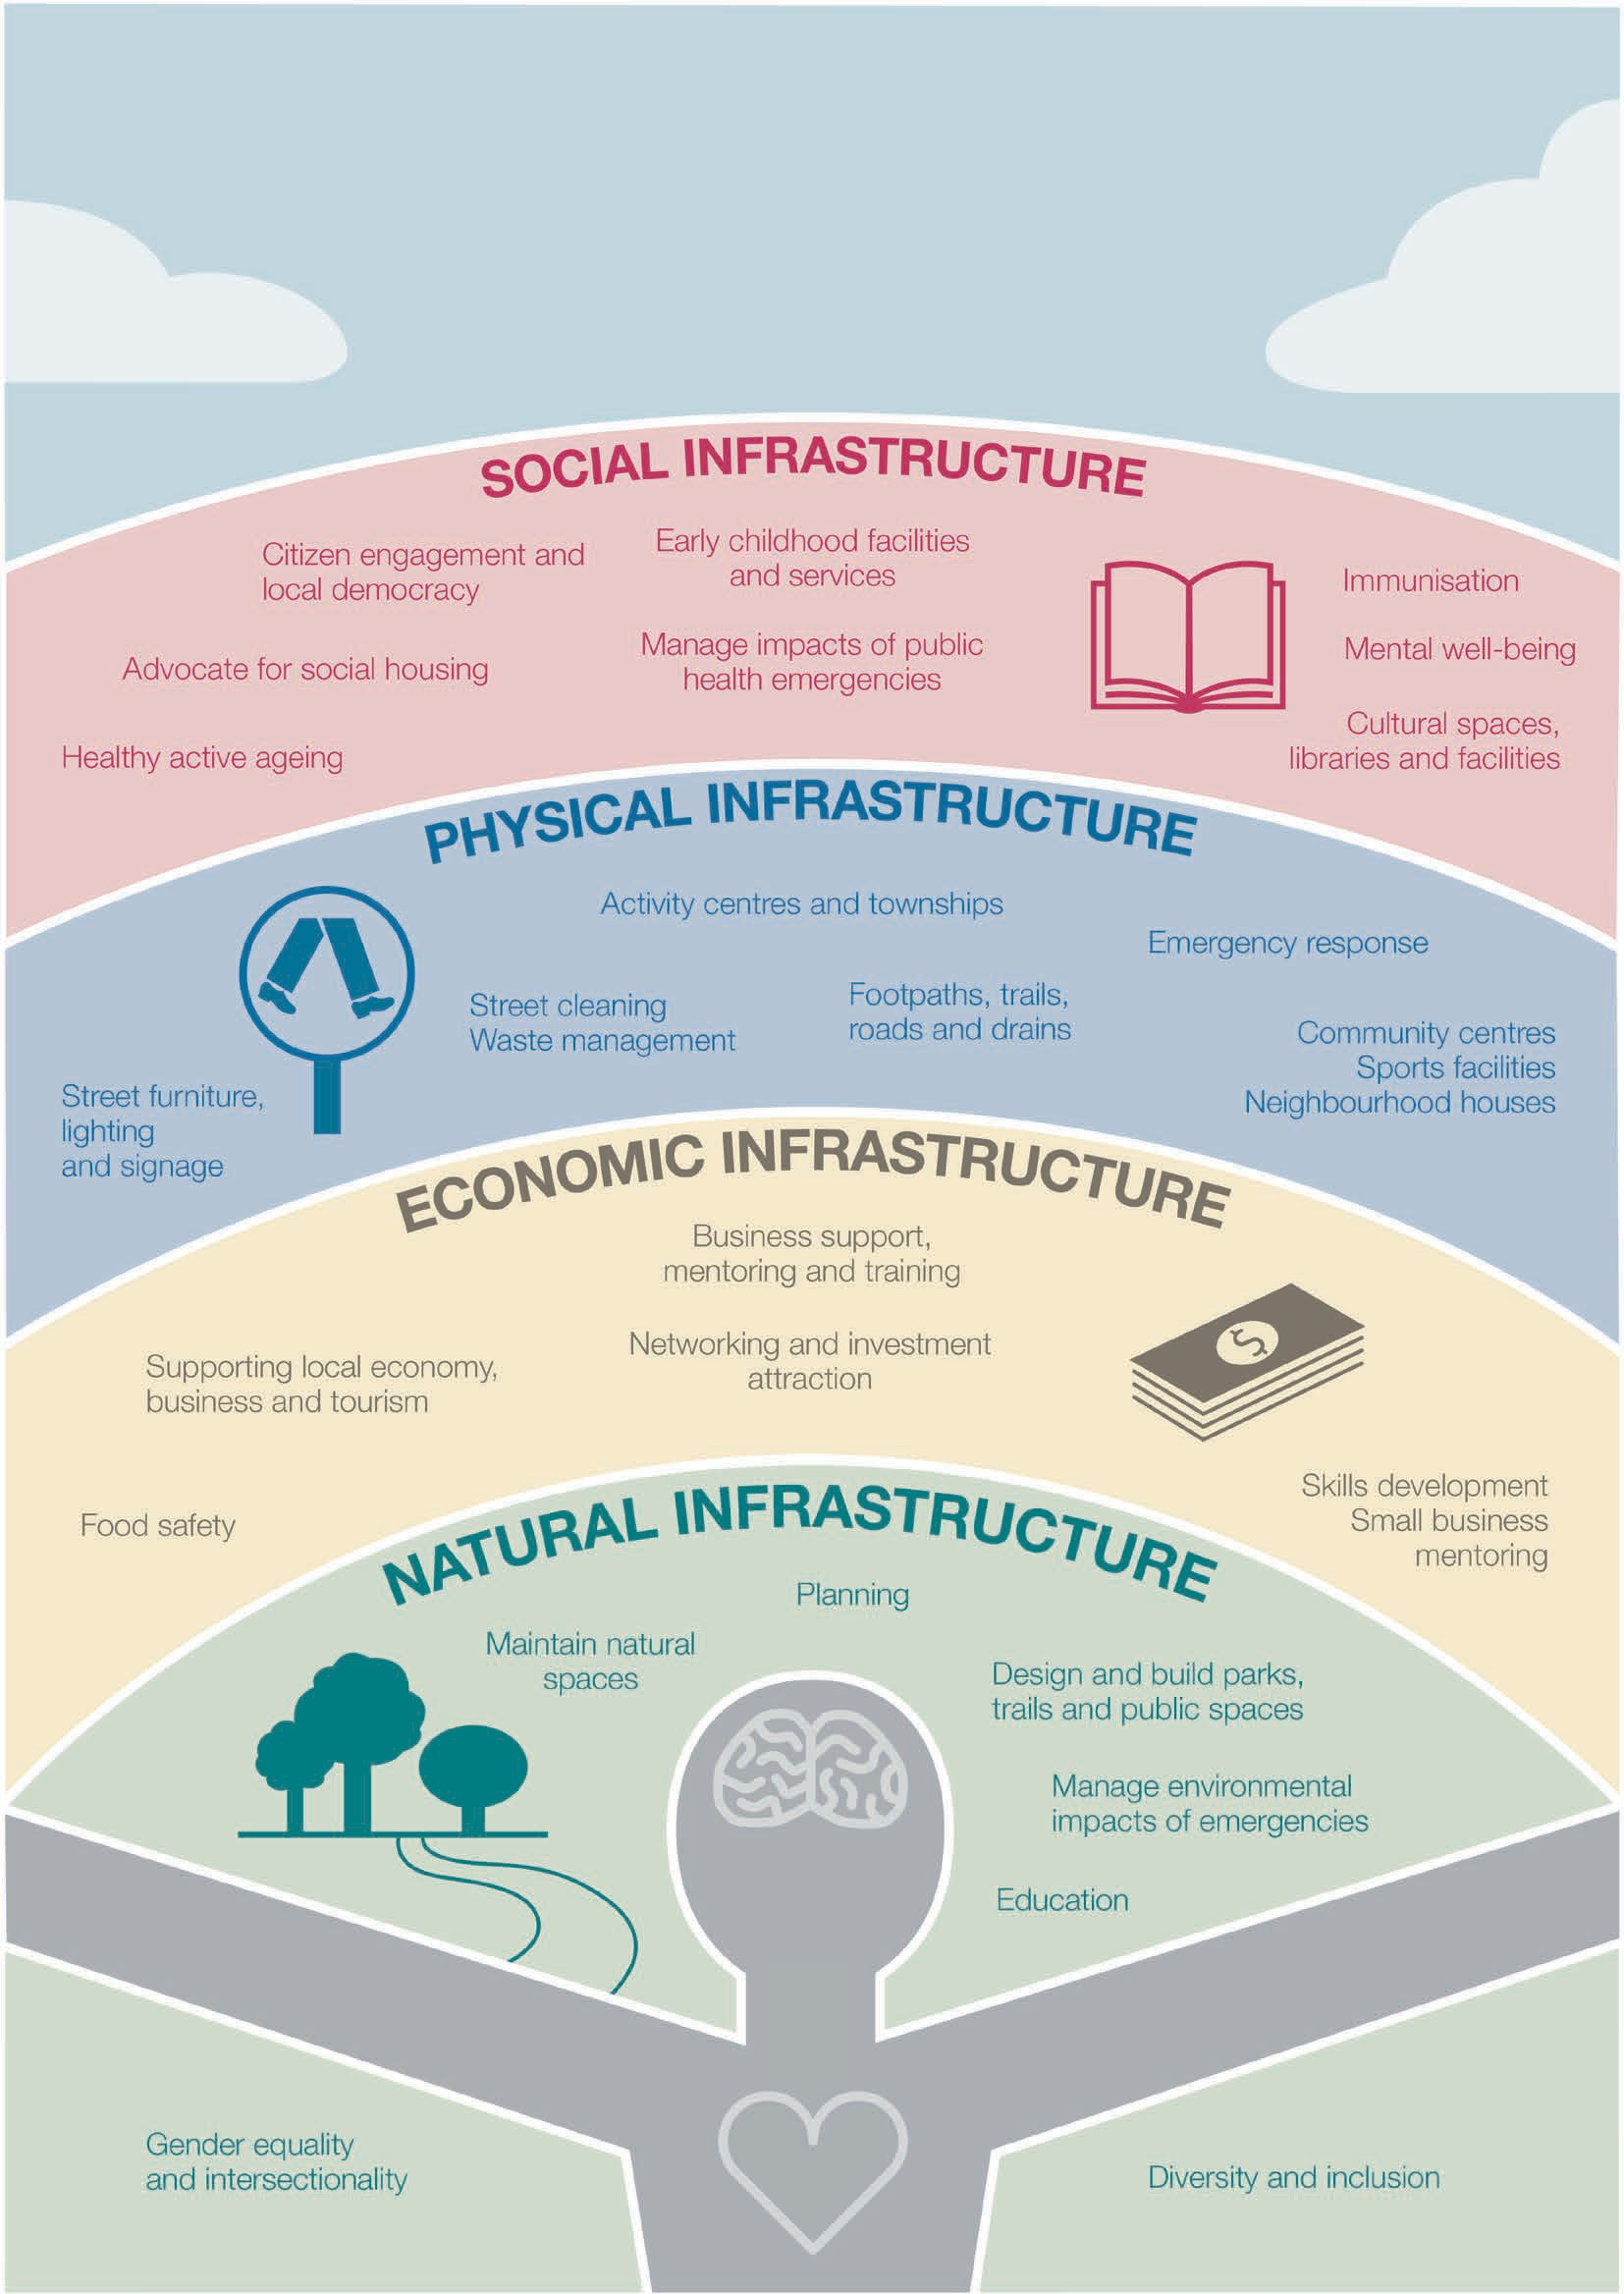 SOCIAL INFRASTRUCTURE
Citizen engagement and
local democracy
Early childhood facilities
and services
Immunisation
Advocate for social housing
Manage impacts of public
health emergencies
Mental well-being
Healthy active ageing
Cultural spaces,
libraries and facilities
PHYSICAL INFRASTRUCTURE
Activity centres and townships
Emergency response
Street cleaning
Waste management
Footpaths, trails,
roads and drains
Community centres
Sports facilities
Neighbourhood houses
Street furniture,
lighting
and signage
ECONOMIC INFRASTRUCTURE
Business support,
mentoring and training
Supporting local economy,
business and tourism
Networking and investment
attraction
$
Food safety
Skills development
Small business
mentoring
NATURAL INFRASTRUCTURE
Planning
Maintain natural
spaces
Design and build parks,
trails and public spaces
Manage environmental
impacts of emergencies
Education
Gender equality
and intersectionality
Diversity and inclusion